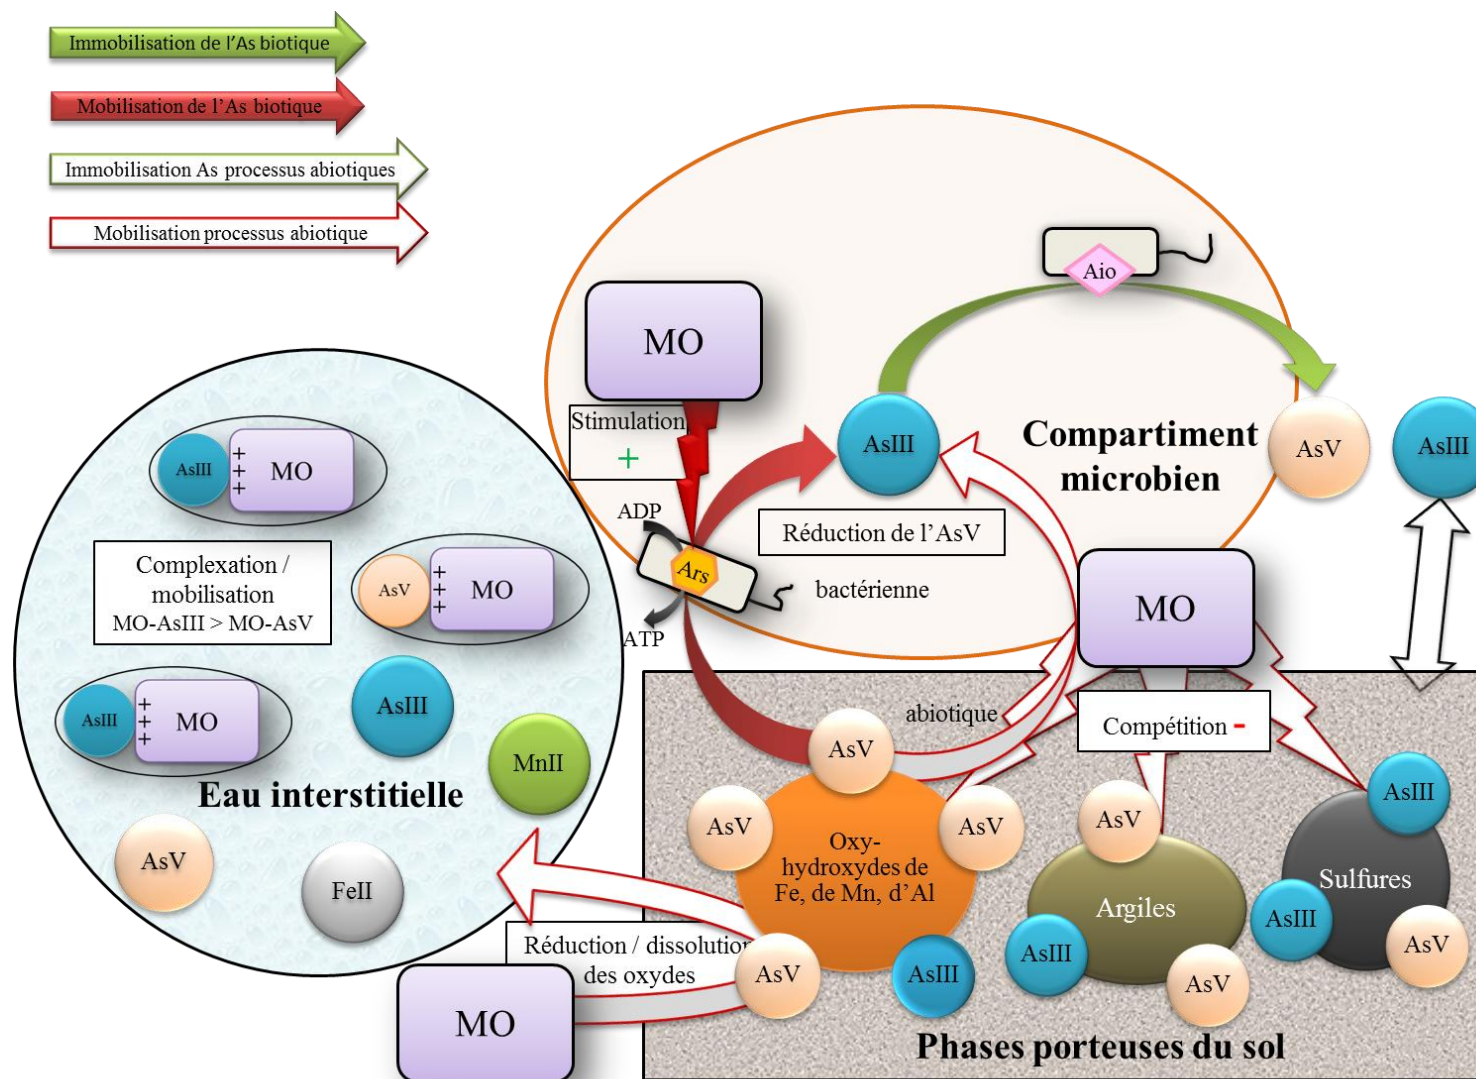 Immobilisation de l'As biotique
Mobilisation de l'As biotique
Immobilisation As processus abiotiques
Mobilisation processus abiotique
Aio
MO
Stimulation
+
AsIII
Compartiment
microbien
AsV
AsIII
ADP
Réduction de l'AsV
Ars
bactérienne
ATP
MO
AsIII
+
+
+
MO
Complexation /
mobilisation
MO-AsIII > MO-AsV
AsV
+
+
+
MO
AsIII
+
+
+
MO
AsIII
MnII
Eau interstitielle
AsV
FeII
abiotique
Compétition -
AsV
AsV
AsV
Oxy-
hydroxydes de
Fe, de Mn, d'Al
AsV
AsIII
AsV
Argiles
AsIII
AsV
AsIII
Sulfures
AsIII
AsV
Réduction / dissolution
des oxydes
MO
Phases porteuses du sol